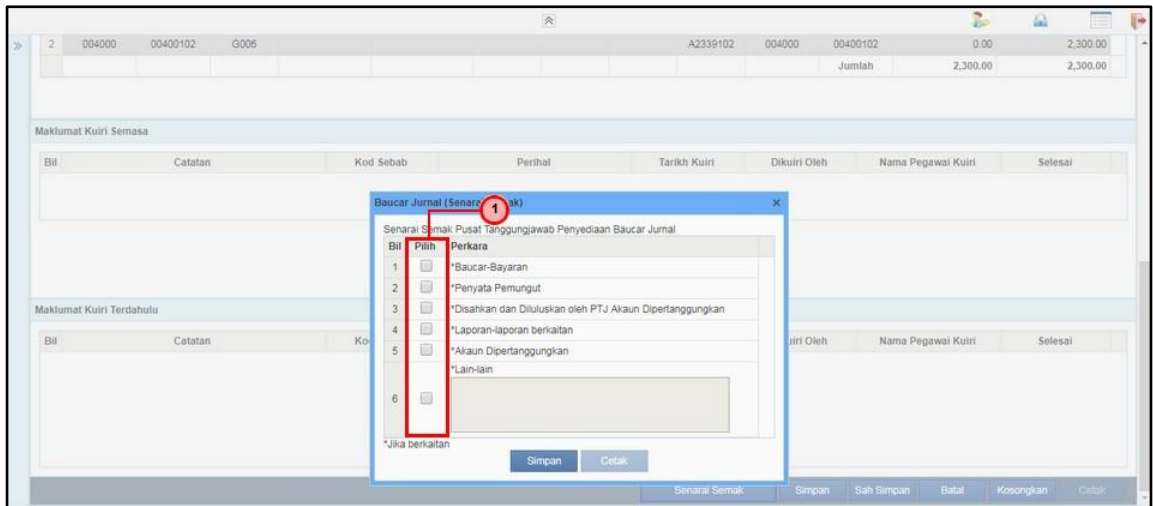 2 004000 00400102 G006 A2339102 004000 00400102 0.00 2,300.00
Jumlah 2,300.00 2,300.00
Maklumat Kuiri Semasa
Bil Catatan Kod Sebab Perihal Tarikh Kuiri Dikuiri Oleh Nama Pegawai Kuiri Selesai
Baucar Jurnal (Senarai Semak)
1
Senarai Semak Pusat Tanggungjawab Penyediaan Baucar Jurnal
Bil Pilih Perkara
1 *Baucar-Bayaran
2 *Penyata Pemungut
3 *Disahkan dan Diluluskan oleh PTJ Akaun Dipertanggungkan
4 *Laporan-laporan berkaitan
5 *Akaun Dipertanggungkan
6 *Lain-lain
*Jika berkaitan
Simpan Cetak
Maklumat Kuiri Terdahulu
Bil Catatan Nama Pegawai Kuiri Selesai
Senarai Semak Simpan Sah Simpan Batal Kosongkan Cetak